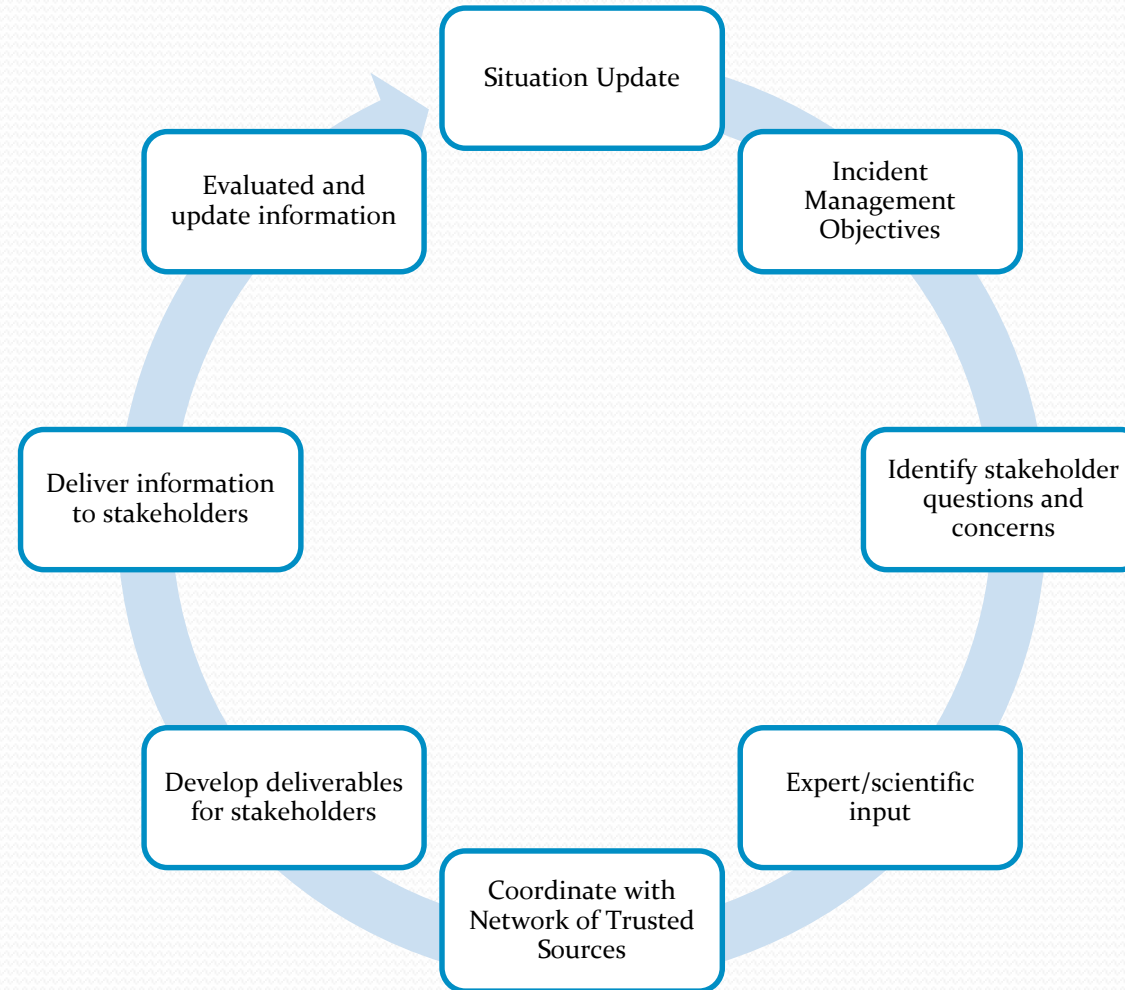 Situation Update
Incident
Management
Objectives
Identify stakeholder
questions and
concerns
Expert/scientific
input
Coordinate with
Network of Trusted
Sources
Develop deliverables
for stakeholders
Deliver information
to stakeholders
Evaluated and
update information